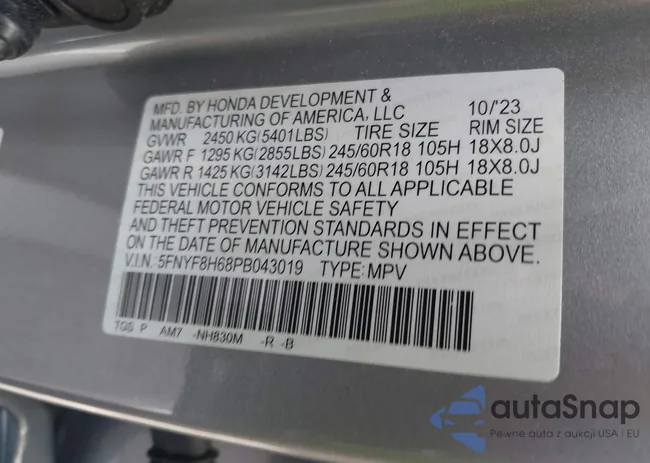 MFD. BY HONDA DEVELOPMENT & 10/'23
MANUFACTURING OF AMERICA, LLC
GVWR 2450 KG(5401LBS) TIRE SIZE RIM SIZE
GAWR F 1295 KG(2855LBS) 245/60R18 105H 18X8.0J
GAWR R 1425 KG(3142LBS) 245/60R18 105H 18X8.0J
THIS VEHICLE CONFORMS TO ALL APPLICABLE
FEDERAL MOTOR VEHICLE SAFETY
AND THEFT PREVENTION STANDARDS IN EFFECT
ON THE DATE OF MANUFACTURE SHOWN ABOVE.
V.I.N.: 5FNYF8H68PB043019 TYPE: MPV
TGS P AM7 -NH830M -R -B
autaSnap
Pewne auta z aukcji USA i EU